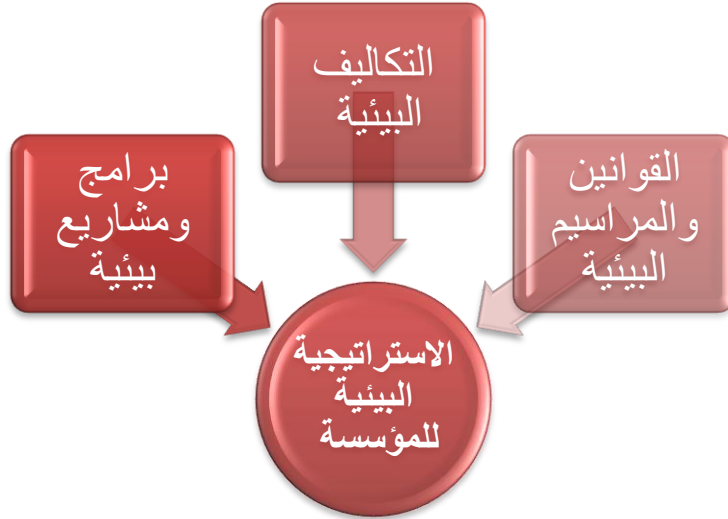 التكاليف
البيئية
القوانين
والمراسيم
البيئية
برامج
ومشاريع
بيئية
الاستراتيجية
البيئية
للمؤسسة